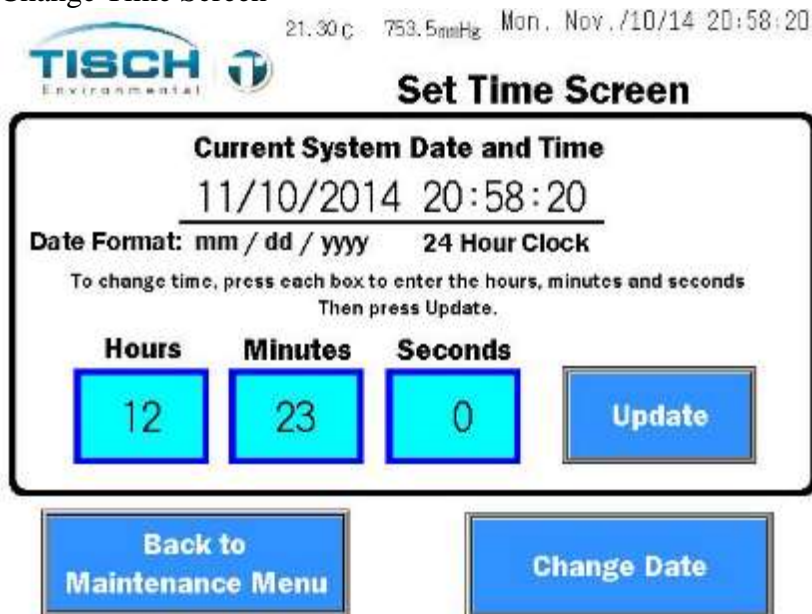 Change Time Screen
21.30 C 753.5mmHg Mon. Nov./10/14 20:58:20
TISCH
Environmental
Set Time Screen
Current System Date and Time
11/10/2014 20:58:20
Date Format: mm / dd / yyyy 24 Hour Clock
To change time, press each box to enter the hours, minutes and seconds
Then press Update.
Hours Minutes Seconds
12 23 0 Update
Back to
Maintenance Menu
Change Date